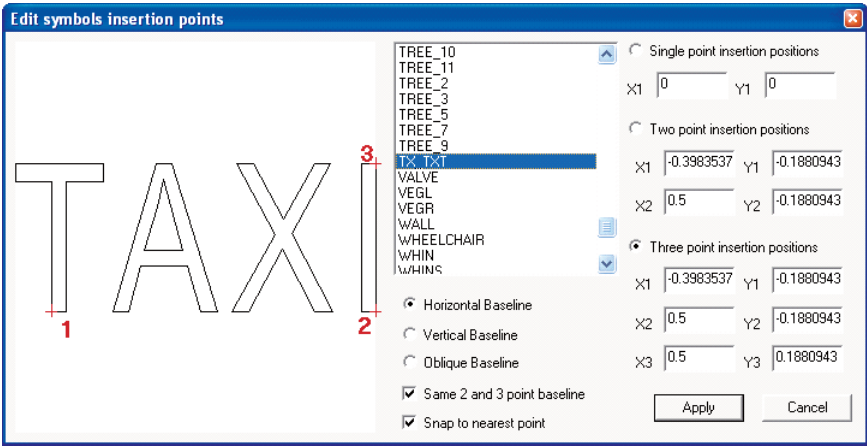 Edit symbols insertion points
TAXI
1
2
3
TREE_10
TREE_11
TREE_2
TREE_3
TREE_5
TREE_7
TREE_9
TX_TXT
VALVE
VEGL
VEGR
WALL
WHEELCHAIR
WHIN
WHINS
Horizontal Baseline
Vertical Baseline
Oblique Baseline
Same 2 and 3 point baseline
Snap to nearest point
Single point insertion positions
X1 0 Y1 0
Two point insertion positions
X1 -0.3983537 Y1 -0.1880943
X2 0.5 Y2 -0.1880943
Three point insertion positions
X1 -0.3983537 Y1 -0.1880943
X2 0.5 Y2 -0.1880943
X3 0.5 Y3 0.1880943
Apply Cancel